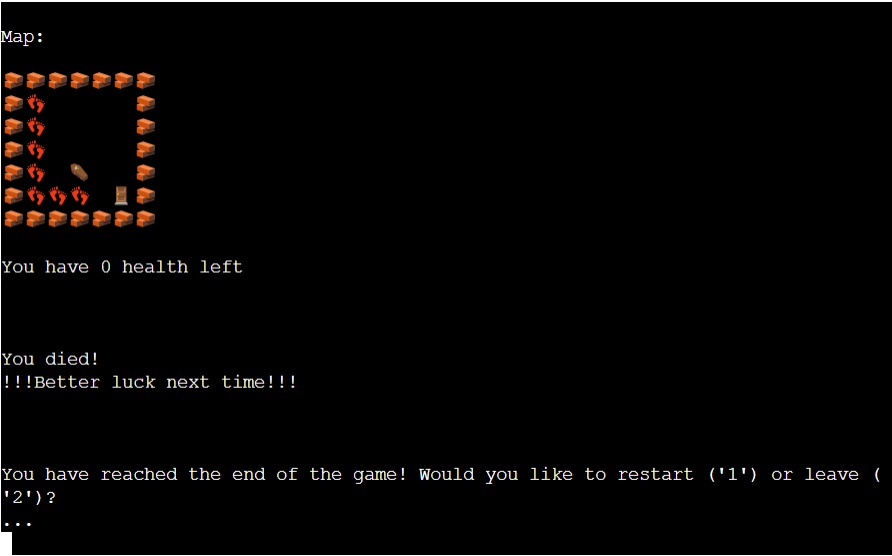 Map:
You have 0 health left
You died!
!!!Better luck next time!!!
You have reached the end of the game! Would you like to restart ('1') or leave (
'2')?
...